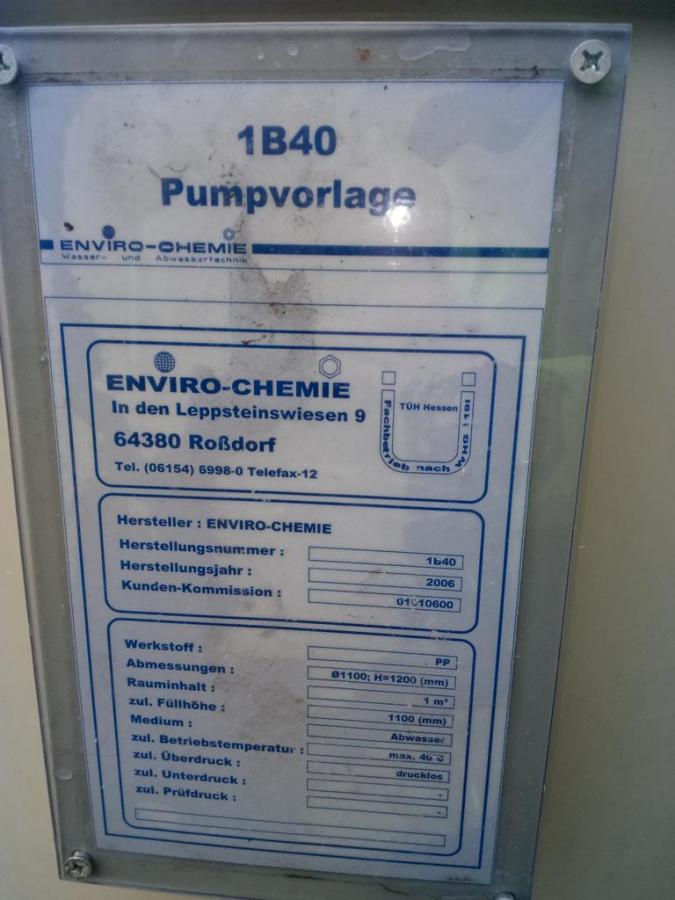 1B40
Pumpvorlage
ENVIRO-CHEMIE
Wasser- und Abwassertechnik
ENVIRO-CHEMIE
In den Leppsteinswiesen 9
64380 Roßdorf
Tel. (06154) 6998-0 Telefax-12
TÜH Hessen
Fachbetrieb nach WHG § 19l
Hersteller : ENVIRO-CHEMIE
Herstellungsnummer : 1b40
Herstellungsjahr : 2006
Kunden-Kommission : 01010600
Werkstoff : PP
Abmessungen : Ø1100; H=1200 (mm)
Rauminhalt : 1 m³
zul. Füllhöhe : 1100 (mm)
Medium : Abwasser
zul. Betriebstemperatur : max. 40°C
zul. Überdruck : drucklos
zul. Unterdruck : -
zul. Prüfdruck : -